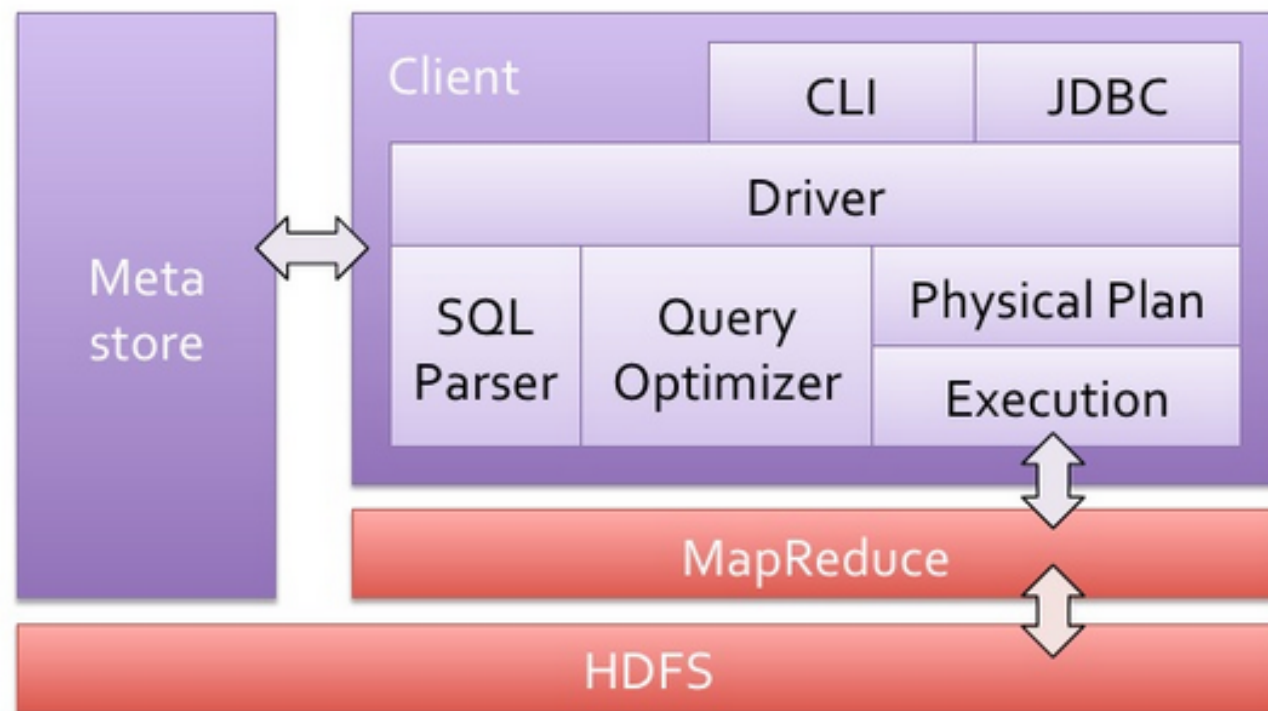 Client
CLI
JDBC
Driver
Meta
store
SQL
Parser
Query
Optimizer
Physical Plan
Execution
MapReduce
HDFS